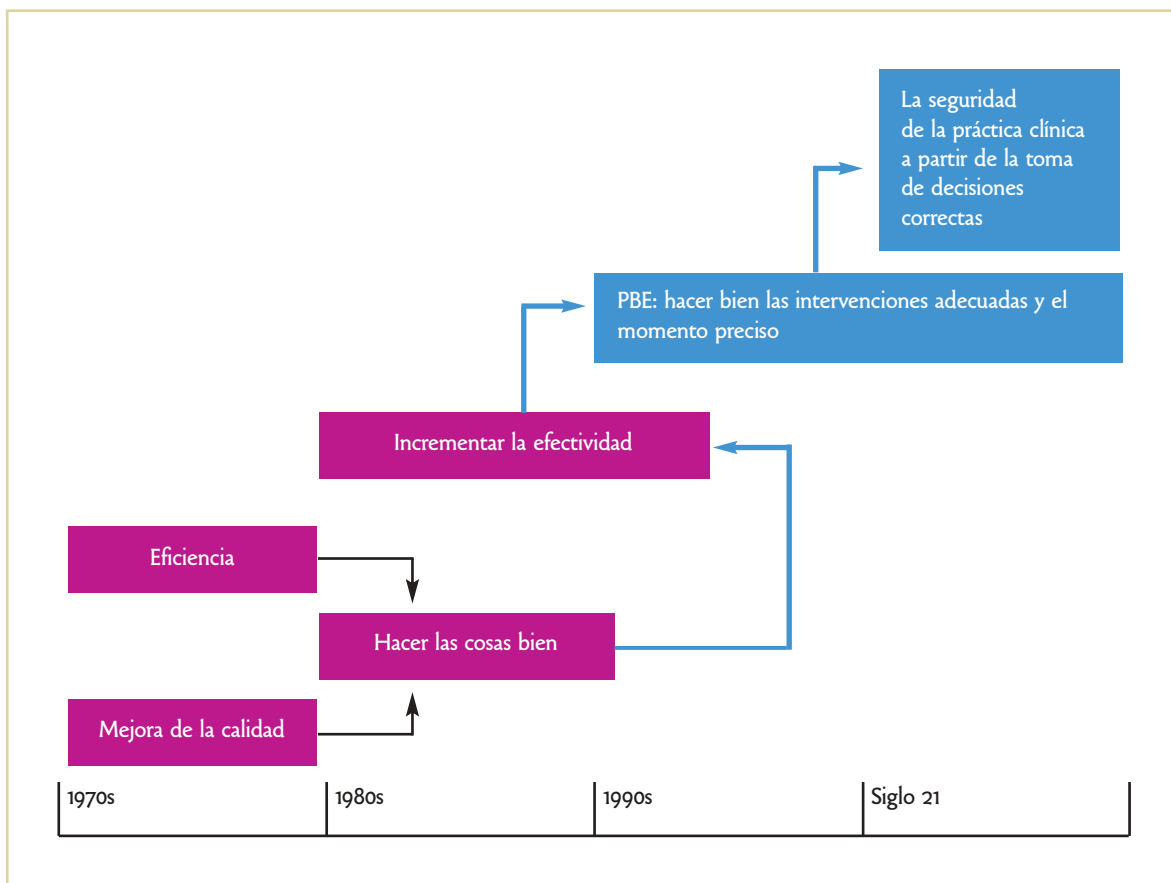 La seguridad
de la práctica clínica
a partir de la toma
de decisiones
correctas
PBE: hacer bien las intervenciones adecuadas y el
momento preciso
Incrementar la efectividad
Eficiencia
Hacer las cosas bien
Mejora de la calidad
1970s
1980s
1990s
Siglo 21